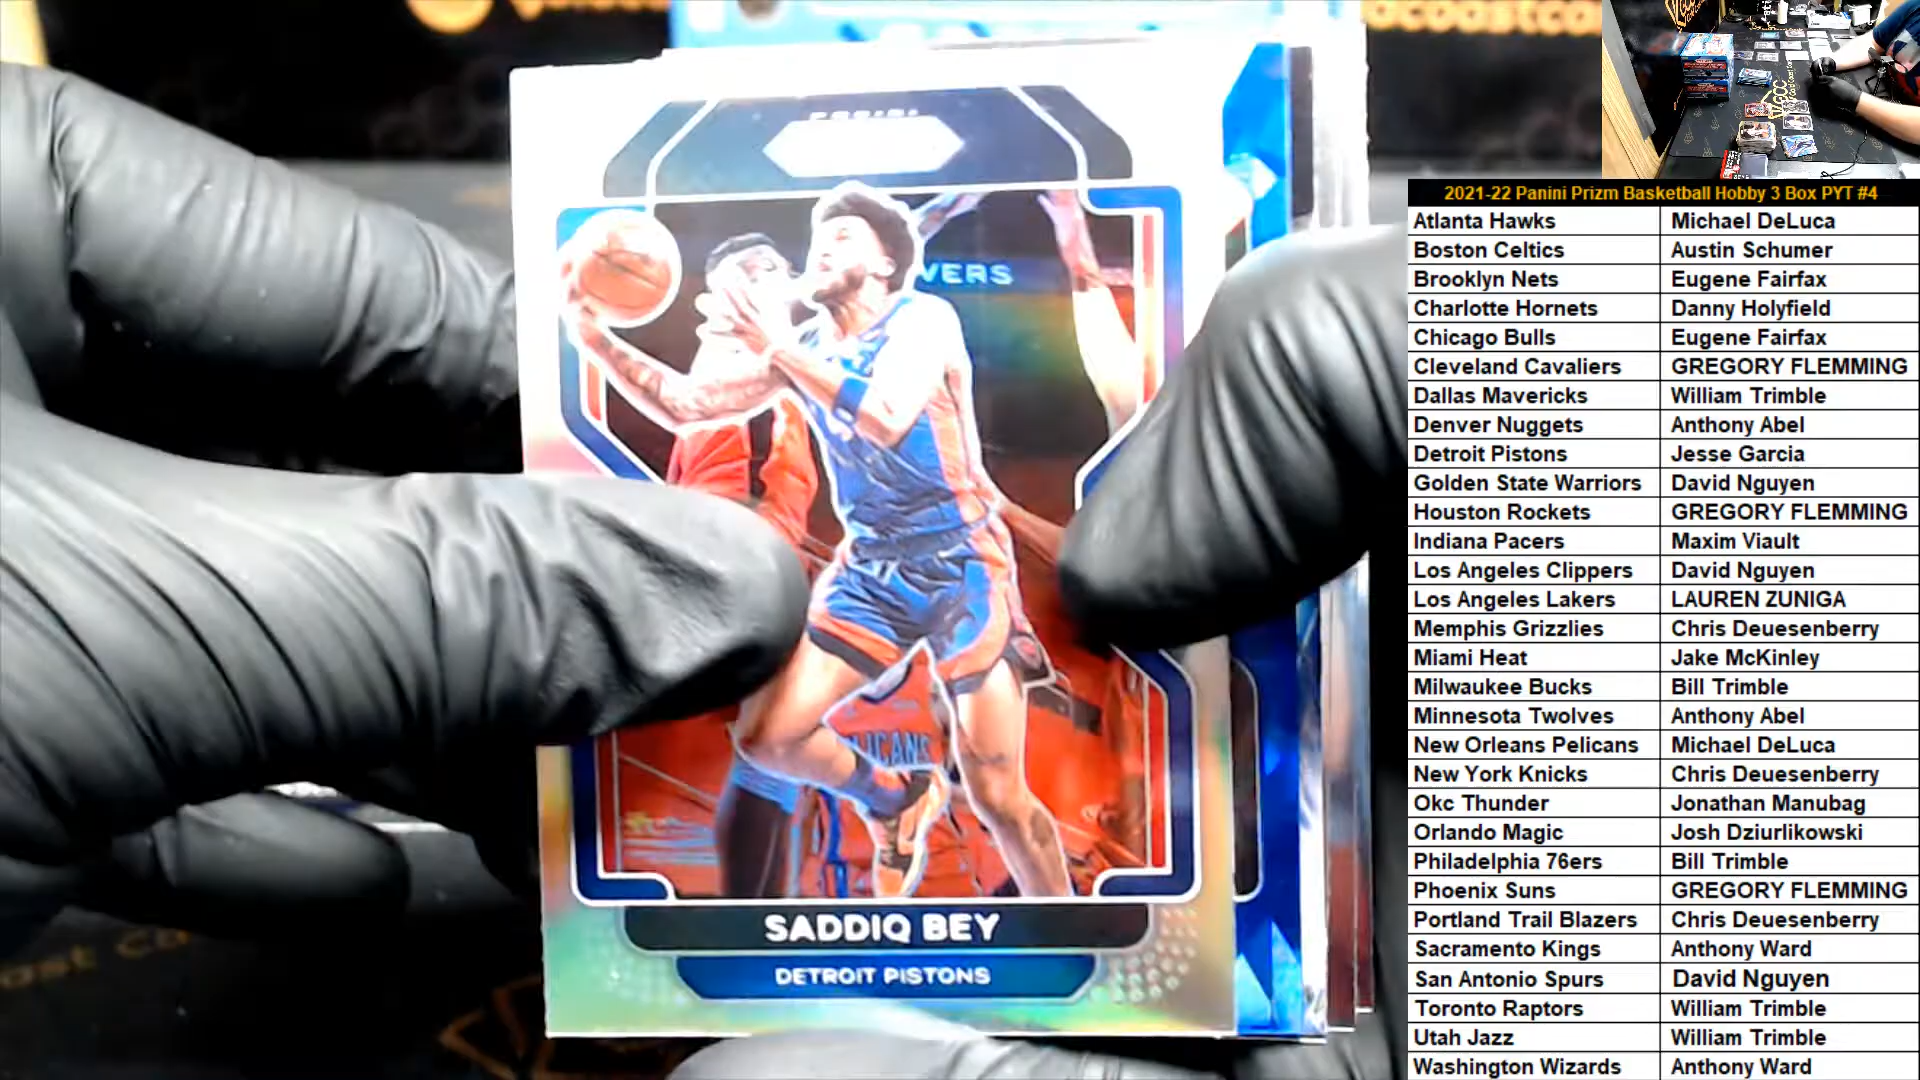 PANINI
VERS
LICANS
SADDIQ BEY
DETROIT PISTONS
2021-22 Panini Prizm Basketball Hobby 3 Box PYT #4
Atlanta Hawks Michael DeLuca
Boston Celtics Austin Schumer
Brooklyn Nets Eugene Fairfax
Charlotte Hornets Danny Holyfield
Chicago Bulls Eugene Fairfax
Cleveland Cavaliers GREGORY FLEMMING
Dallas Mavericks William Trimble
Denver Nuggets Anthony Abel
Detroit Pistons Jesse Garcia
Golden State Warriors David Nguyen
Houston Rockets GREGORY FLEMMING
Indiana Pacers Maxim Viault
Los Angeles Clippers David Nguyen
Los Angeles Lakers LAUREN ZUNIGA
Memphis Grizzlies Chris Deuesenberry
Miami Heat Jake McKinley
Milwaukee Bucks Bill Trimble
Minnesota Twolves Anthony Abel
New Orleans Pelicans Michael DeLuca
New York Knicks Chris Deuesenberry
Okc Thunder Jonathan Manubag
Orlando Magic Josh Dziurlikowski
Philadelphia 76ers Bill Trimble
Phoenix Suns GREGORY FLEMMING
Portland Trail Blazers Chris Deuesenberry
Sacramento Kings Anthony Ward
San Antonio Spurs David Nguyen
Toronto Raptors William Trimble
Utah Jazz William Trimble
Washington Wizards Anthony Ward